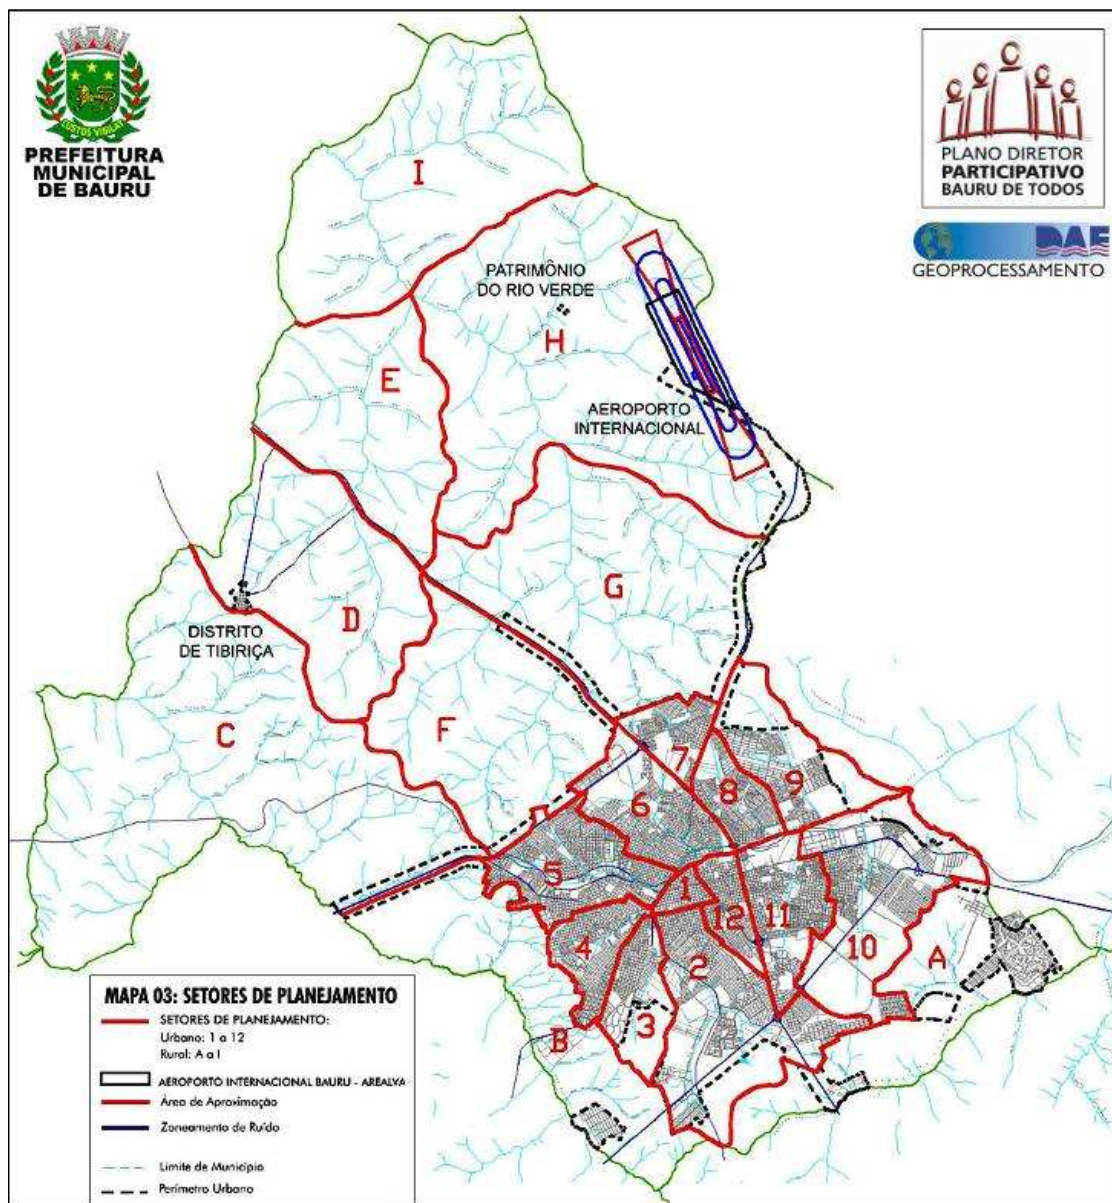 CUSTOS VIGILAT
PREFEITURA
MUNICIPAL
DE BAURU
PLANO DIRETOR
PARTICIPATIVO
BAURU DE TODOS
DAE
GEOPROCESSAMENTO
I
PATRIMÔNIO
DO RIO VERDE
H
E
AEROPORTO
INTERNACIONAL
G
D
DISTRITO
DE TIBIRIÇA
C
F
7
8
9
6
5
1
12
11
4
2
10
A
3
B
MAPA 03: SETORES DE PLANEJAMENTO
SETORES DE PLANEJAMENTO:
Urbano: 1 a 12
Rural: A a I
AEROPORTO INTERNACIONAL BAURU - AREALVA
Área de Aproximação
Zoneamento de Ruído
Limite de Município
Perímetro Urbano